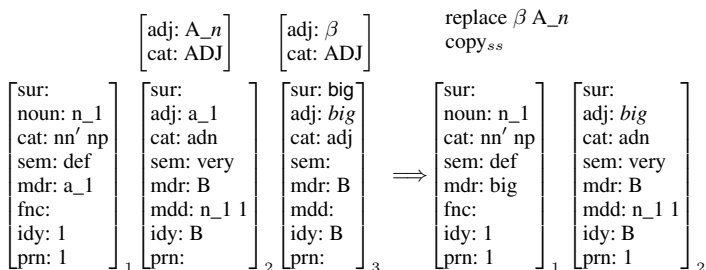 adj: A_n adj: β replace β A_n
cat: ADJ cat: ADJ copyss
sur: sur: sur: big sur: sur:
noun: n_1 adj: a_1 adj: big noun: n_1 adj: big
cat: nn′ np cat: adn cat: adj cat: nn′ np cat: adn
sem: def sem: very sem: sem: def sem: very
mdr: a_1 mdr: B mdr: B ⟹ mdr: big mdr: B
fnc: mdd: n_1 1 mdd: fnc: mdd: n_1 1
idy: 1 idy: B idy: B idy: 1 idy: B
prn: 1 prn: prn: prn: 1 prn: 1
1 2 3 1 2